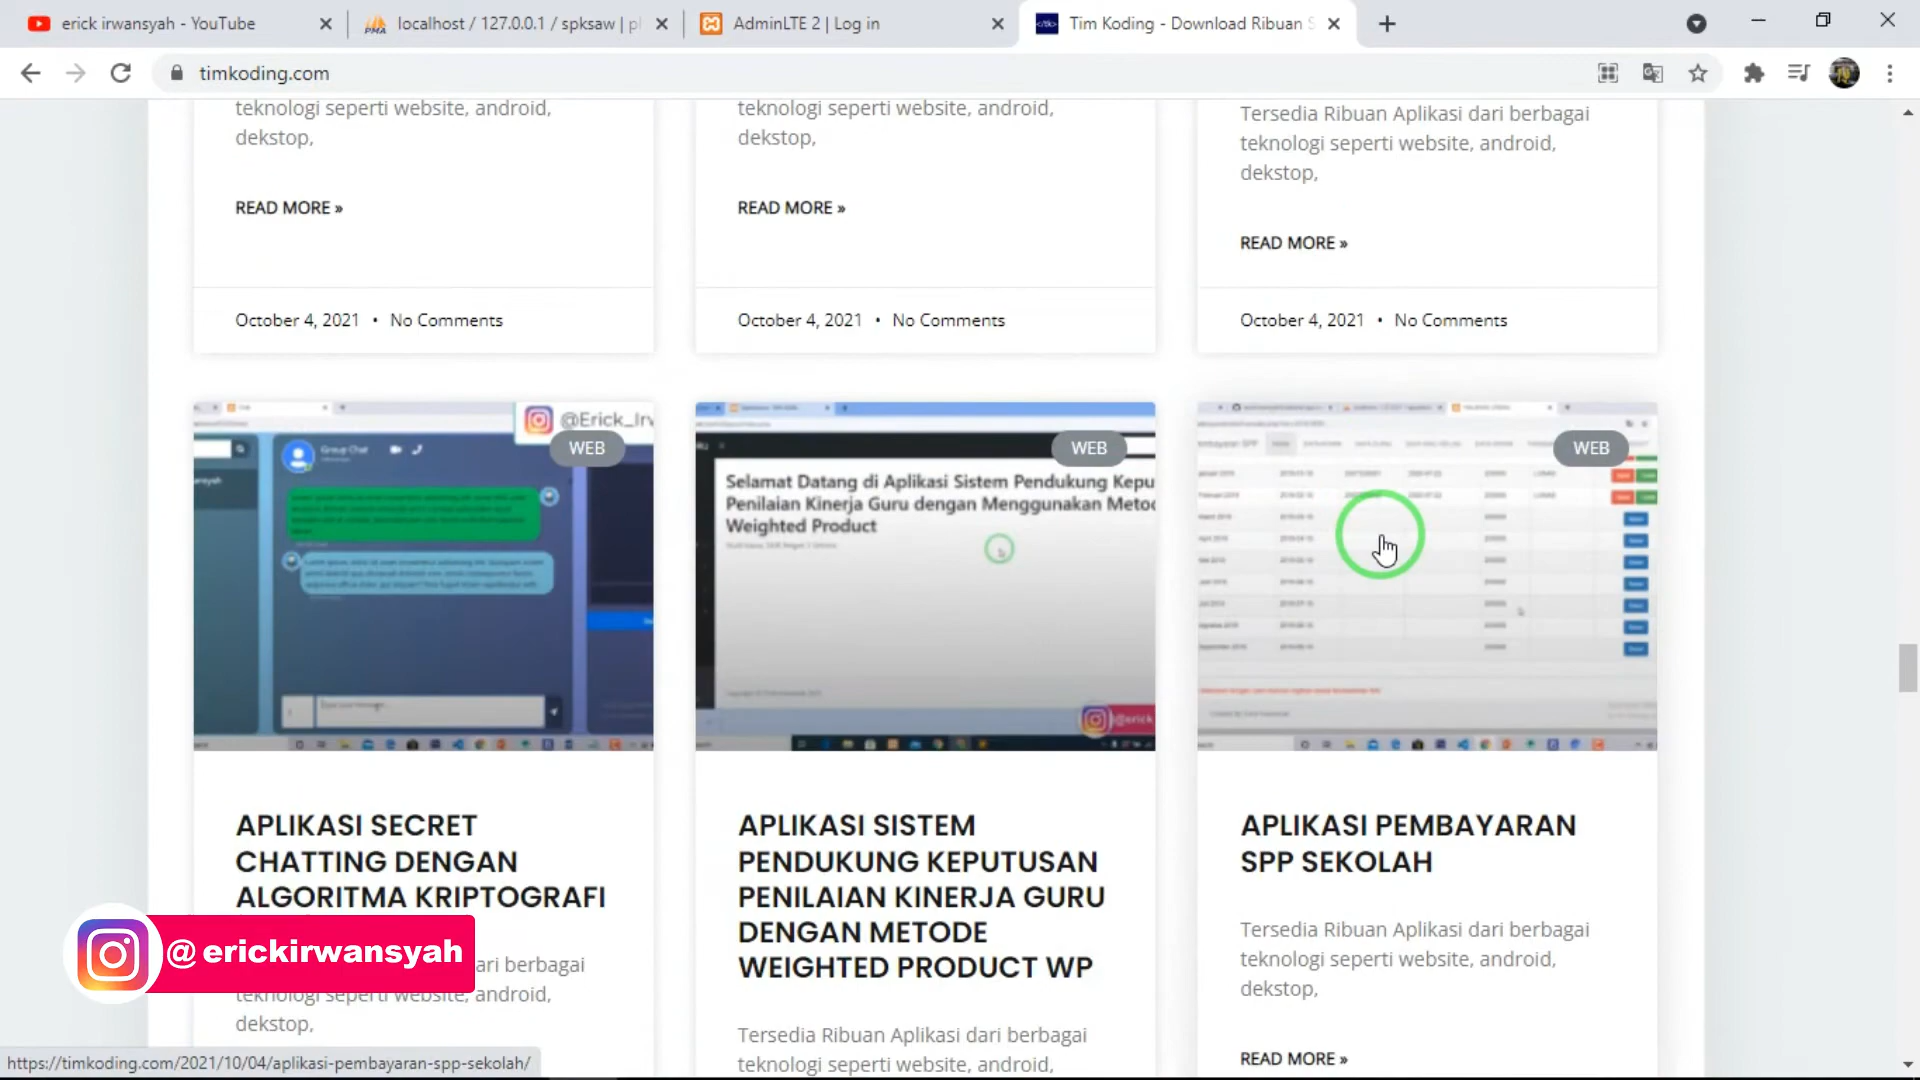 erick irwansyah - YouTube
localhost / 127.0.0.1 / spksaw | p
AdminLTE 2 | Log in
Tim Koding - Download Ribuan S
timkoding.com
teknologi seperti website, android,
dekstop,
READ MORE »
October 4, 2021 • No Comments
teknologi seperti website, android,
dekstop,
READ MORE »
October 4, 2021 • No Comments
Tersedia Ribuan Aplikasi dari berbagai
teknologi seperti website, android,
dekstop,
READ MORE »
October 4, 2021 • No Comments
@Erick_Irw
WEB
Group Chat
APLIKASI SECRET
CHATTING DENGAN
ALGORITMA KRIPTOGRAFI
ari berbagai
teknologi seperti website, android,
dekstop,
WEB
Selamat Datang di Aplikasi Sistem Pendukung Kepu
Penilaian Kinerja Guru dengan Menggunakan Metod
Weighted Product
@erick
APLIKASI SISTEM
PENDUKUNG KEPUTUSAN
PENILAIAN KINERJA GURU
DENGAN METODE
WEIGHTED PRODUCT WP
Tersedia Ribuan Aplikasi dari berbagai
teknologi seperti website, android,
WEB
APLIKASI PEMBAYARAN
SPP SEKOLAH
Tersedia Ribuan Aplikasi dari berbagai
teknologi seperti website, android,
dekstop,
READ MORE »
@erickirwansyah
https://timkoding.com/2021/10/04/aplikasi-pembayaran-spp-sekolah/